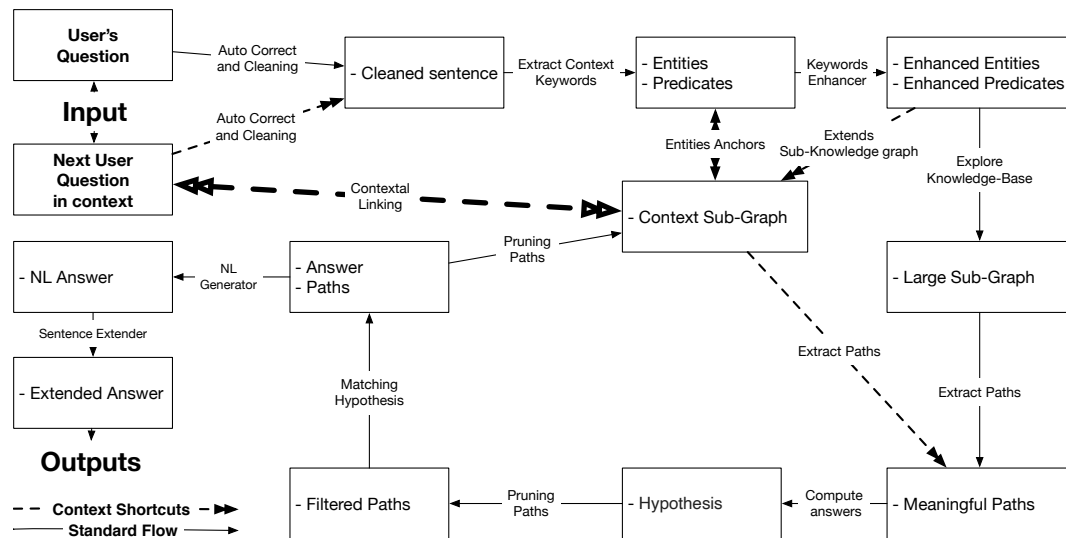 User's
Question
Auto Correct
and Cleaning
- Cleaned sentence
Extract Context
Keywords
- Entities
- Predicates
Keywords
Enhancer
- Enhanced Entities
- Enhanced Predicates
Input
Auto Correct
and Cleaning
Next User
Question
in context
Contextal
Linking
Entities Anchors
Extends
Sub-Knowledge graph
Explore
Knowledge-Base
- Context Sub-Graph
- Large Sub-Graph
Pruning
Paths
- Answer
- Paths
NL
Generator
- NL Answer
Sentence Extender
- Extended Answer
Outputs
Matching
Hypothesis
Extract Paths
Extract Paths
- Filtered Paths
Pruning
Paths
- Hypothesis
Compute
answers
- Meaningful Paths
Context Shortcuts
Standard Flow